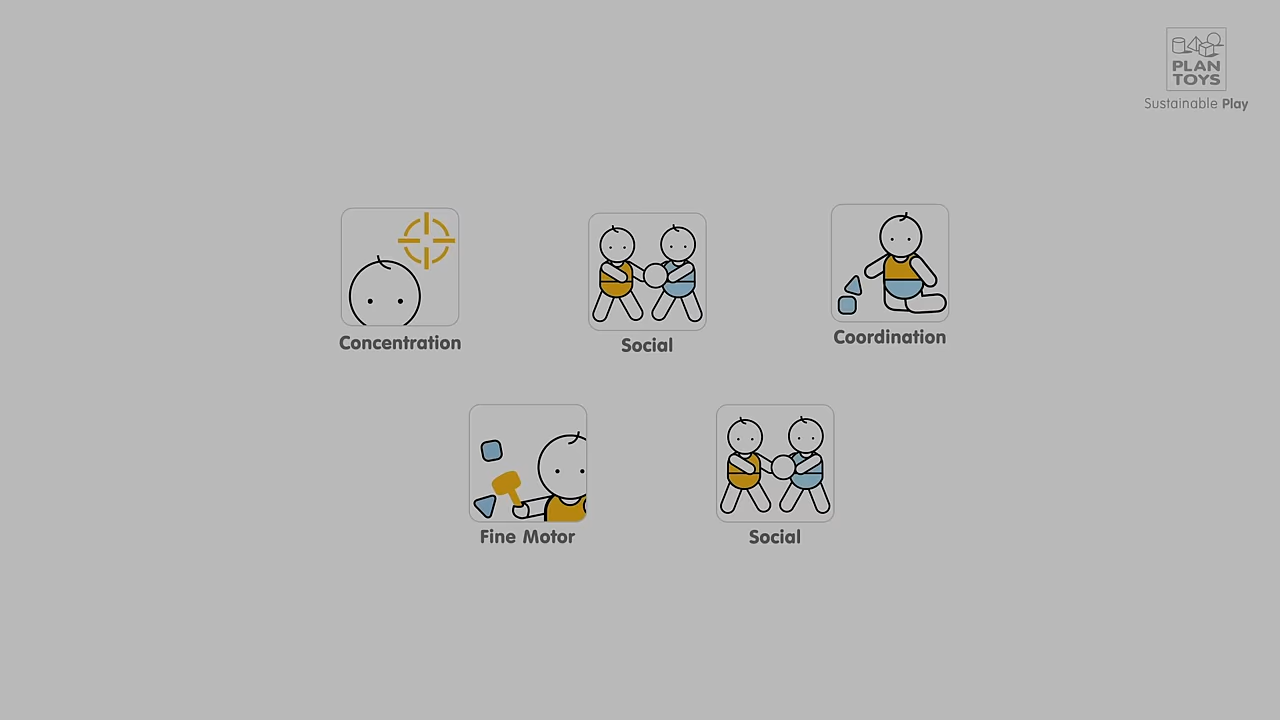 PLAN
TOYS
Sustainable Play
Concentration
Social
Coordination
Fine Motor
Social